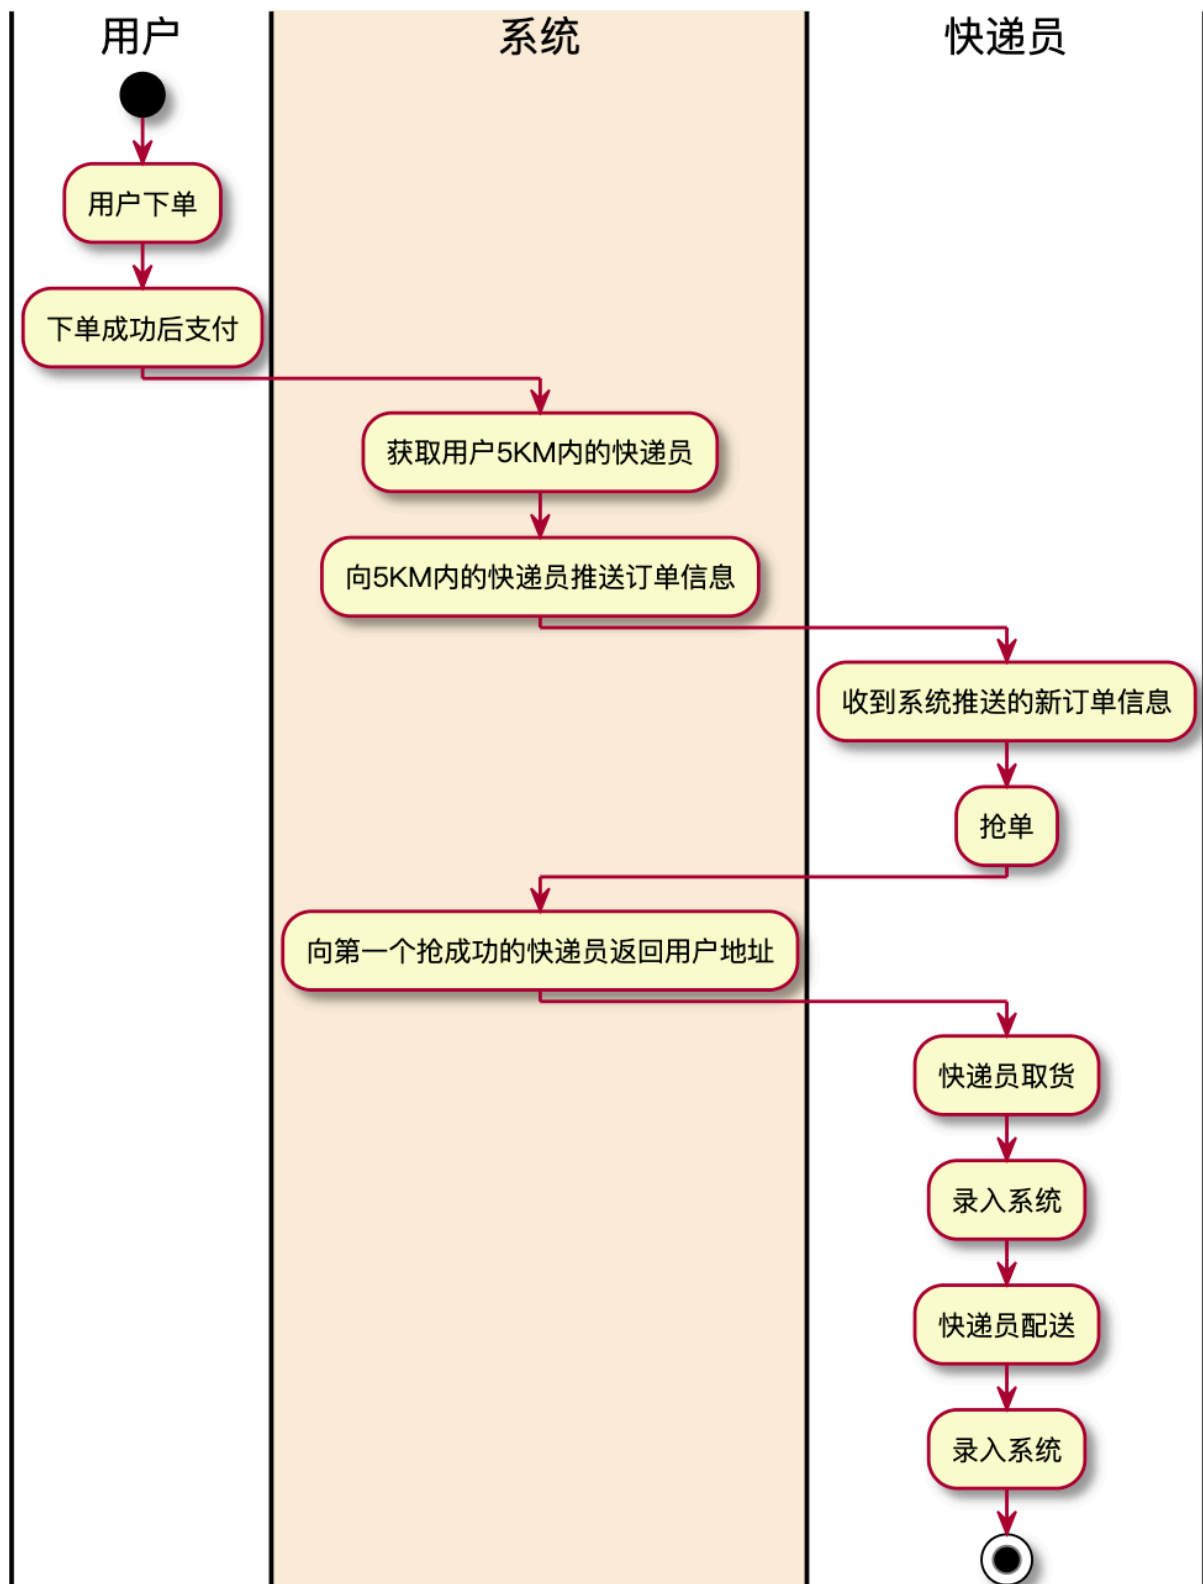 用户
系统
快递员
用户下单
下单成功后支付
获取用户5KM内的快递员
向5KM内的快递员推送订单信息
收到系统推送的新订单信息
抢单
向第一个抢成功的快递员返回用户地址
快递员取货
录入系统
快递员配送
录入系统